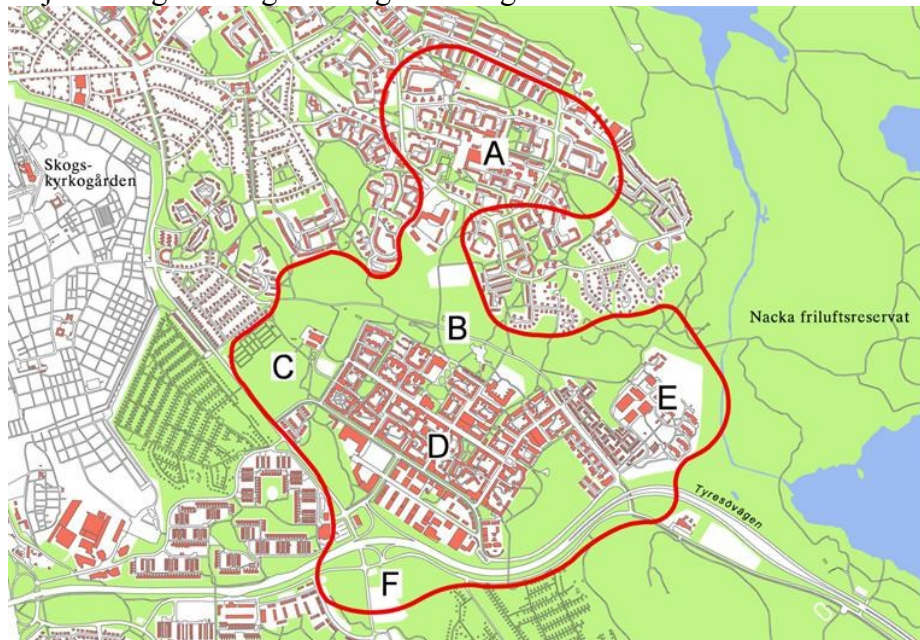 A
Skogs-
kyrkogården
B
Nacka friluftsreservat
C
E
D
Tyresövägen
F